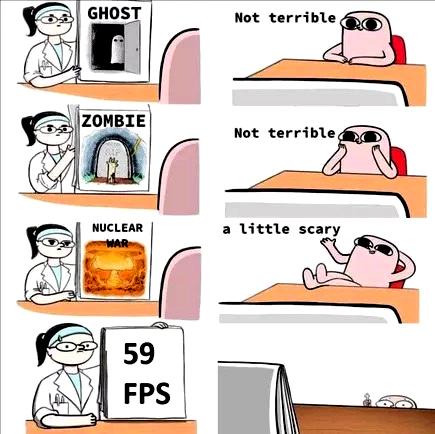 GHOST
Not terrible
ZOMBIE
Not terrible
NUCLEAR
WAR
a little scary
59
FPS